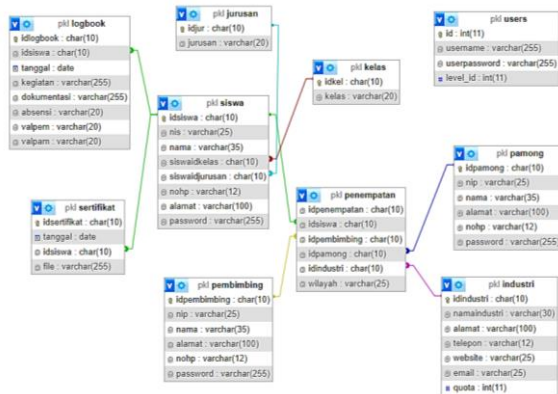 pkl logbook
idlogbook : char(10)
idsiswa : char(10)
tanggal : date
kegiatan : varchar(255)
dokumentasi : varchar(255)
absensi : varchar(20)
valpem : varchar(20)
valpam : varchar(20)
pkl jurusan
idjur : char(10)
jurusan : varchar(20)
pkl users
id : int(11)
username : varchar(255)
userpassword : varchar(255)
level_id : int(11)
pkl kelas
idkel : char(10)
kelas : varchar(20)
pkl siswa
idsiswa : char(10)
nis : varchar(25)
nama : varchar(35)
siswaidkelas : char(10)
siswaidjurusan : char(10)
nohp : varchar(12)
alamat : varchar(100)
password : varchar(255)
pkl sertifikat
idsertifikat : char(10)
tanggal : date
idsiswa : char(10)
file : varchar(255)
pkl penempatan
idpenempatan : char(10)
idsiswa : char(10)
idpembimbing : char(10)
idpamong : char(10)
idindustri : char(10)
wilayah : varchar(25)
pkl pamong
idpamong : char(10)
nip : varchar(25)
nama : varchar(35)
alamat : varchar(100)
nohp : varchar(12)
password : varchar(255)
pkl pembimbing
idpembimbing : char(10)
nip : varchar(25)
nama : varchar(35)
alamat : varchar(100)
nohp : varchar(12)
password : varchar(255)
pkl industri
idindustri : char(10)
namaindustri : varchar(30)
alamat : varchar(100)
telepon : varchar(12)
website : varchar(25)
email : varchar(25)
quota : int(11)